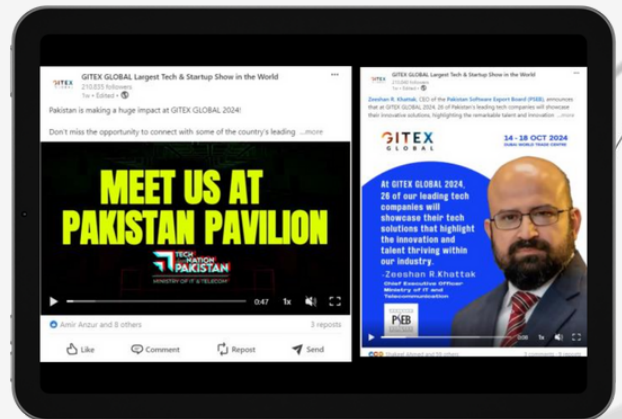 GITEX GLOBAL Largest Tech & Startup Show in the World
210,835 followers
1w • Edited •
Pakistan is making a huge impact at GITEX GLOBAL 2024!
Don't miss the opportunity to connect with some of the country's leading ...more
MEET US AT
PAKISTAN PAVILION
TECH
NATION
PAKISTAN
MINISTRY OF IT & TELECOM
0:47 1x
Amir Anzur and 8 others
3 reposts
Like Comment Repost Send
GITEX GLOBAL Largest Tech & Startup Show in the World
1w • Edited •
Zeeshan R. Khattak, CEO of the Pakistan Software Export Board (PSEB), announces
that at GITEX GLOBAL 2024, 26 of Pakistan's leading tech companies will showcase
their innovative solutions, highlighting the remarkable talent and innovation ...more
GITEX
GLOBAL
14 - 18 OCT 2024
DUBAI WORLD TRADE CENTRE
At GITEX GLOBAL 2024,
26 of our leading tech
companies will
showcase their tech
solutions that highlight
the innovation and
talent thriving within
our industry.
-Zeeshan R.Khattak
Chief Executive Officer
Ministry of IT and
Telecommunication
PSEB
0:08 1x